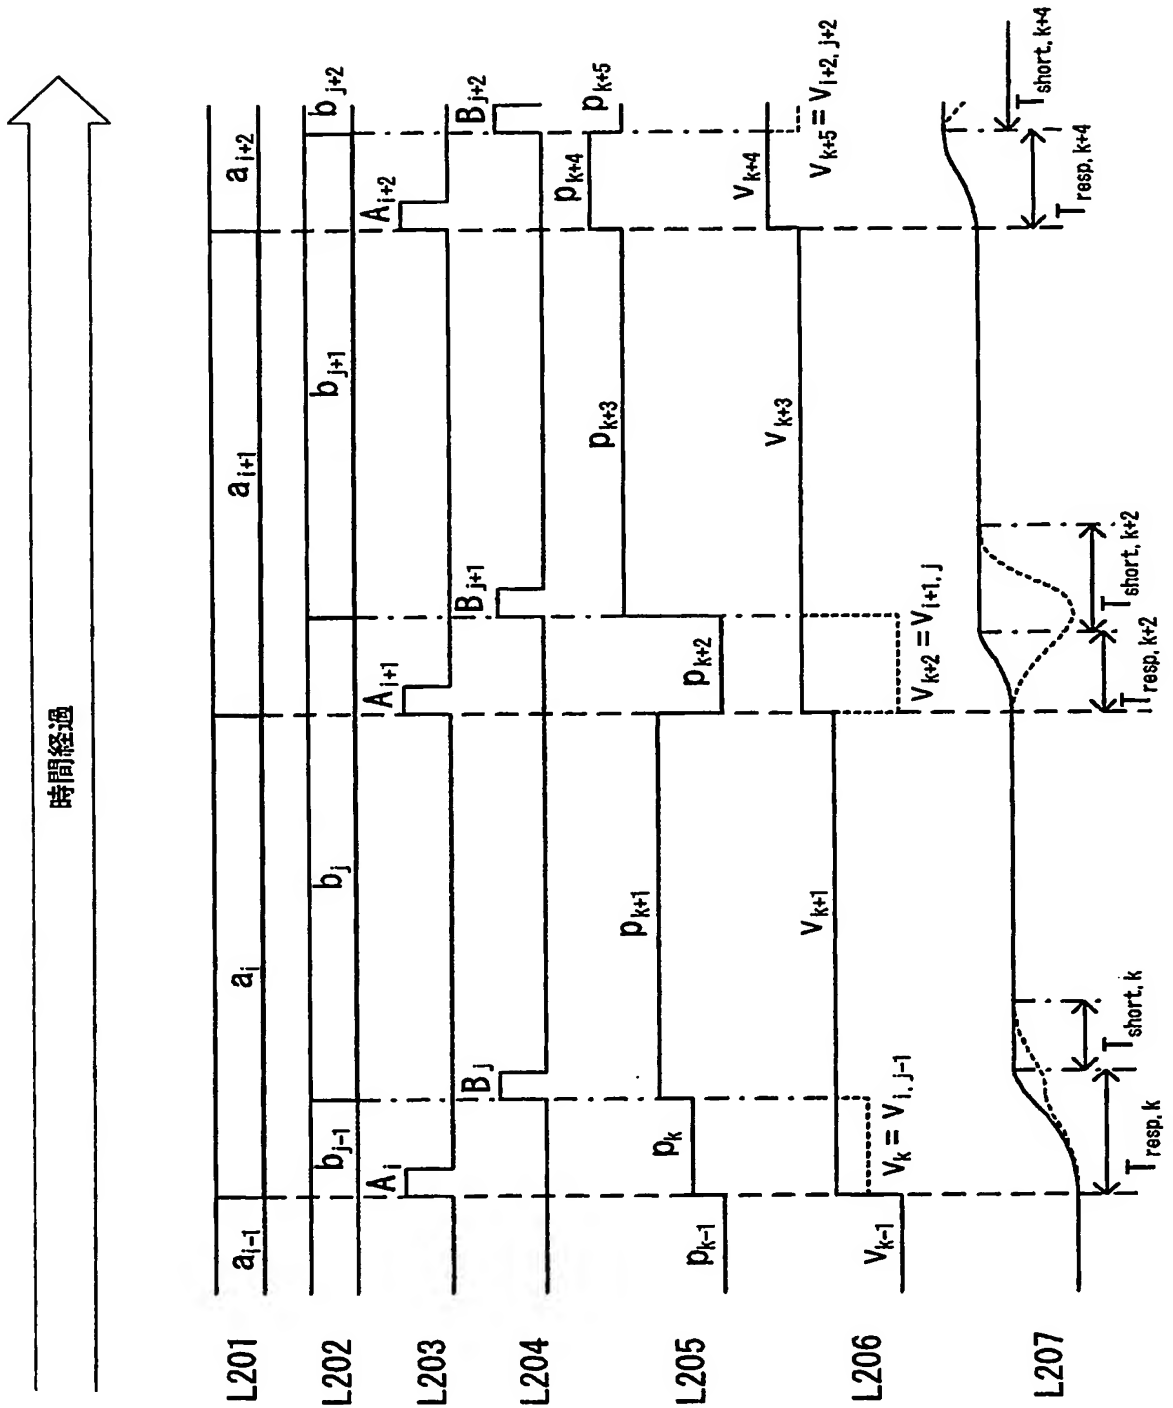 時間経過
L201 a_{i-1} a_i a_{i+1} a_{i+2}
L202 b_{j-1} b_j b_{j+1} b_{j+2}
L203 A_i A_{i+1} A_{i+2}
L204 B_j B_{j+1} B_{j+2}
L205 p_{k-1} p_k p_{k+1} p_{k+2} p_{k+3} p_{k+4} p_{k+5}
L206 v_{k-1} v_{k+1} v_{k+3} v_{k+4}
v_k = v_{i, j-1} v_{k+2} = v_{i+1, j} v_{k+5} = v_{i+2, j+2}
L207
T_{resp, k} T_{short, k} T_{resp, k+2} T_{short, k+2} T_{resp, k+4} T_{short, k+4}